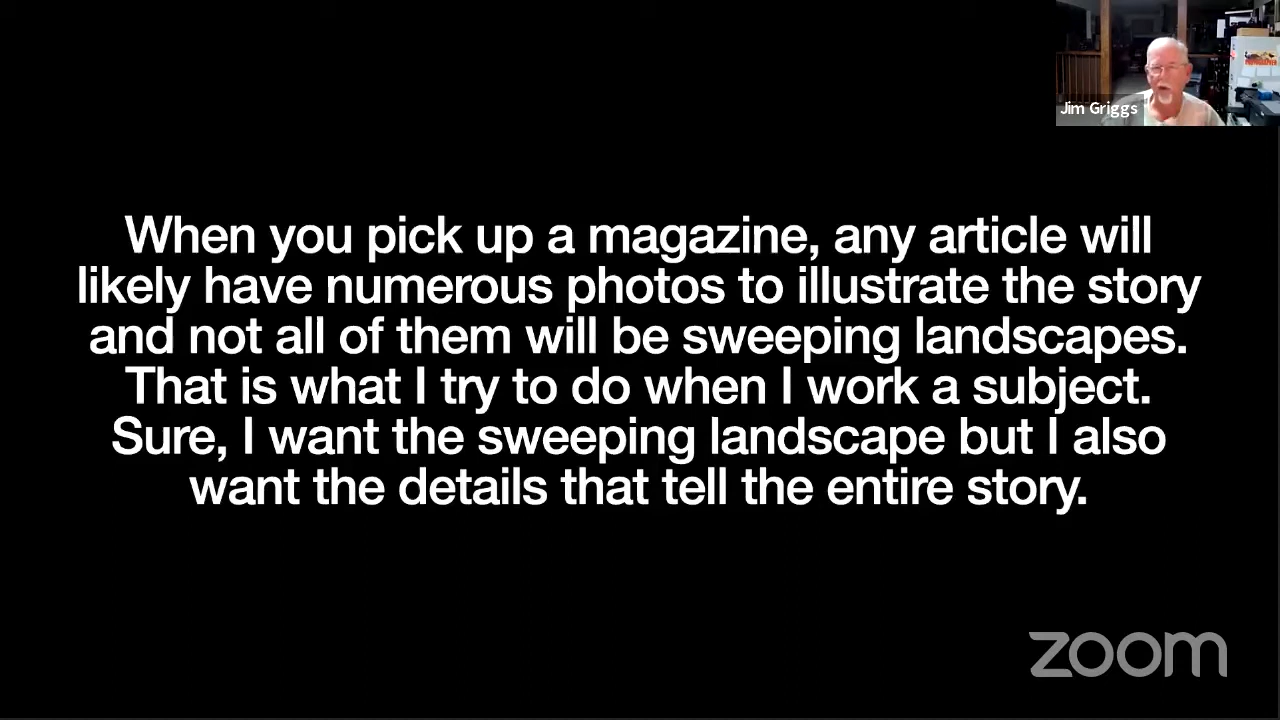 Jim Griggs
When you pick up a magazine, any article will
likely have numerous photos to illustrate the story
and not all of them will be sweeping landscapes.
That is what I try to do when I work a subject.
Sure, I want the sweeping landscape but I also
want the details that tell the entire story.
zoom